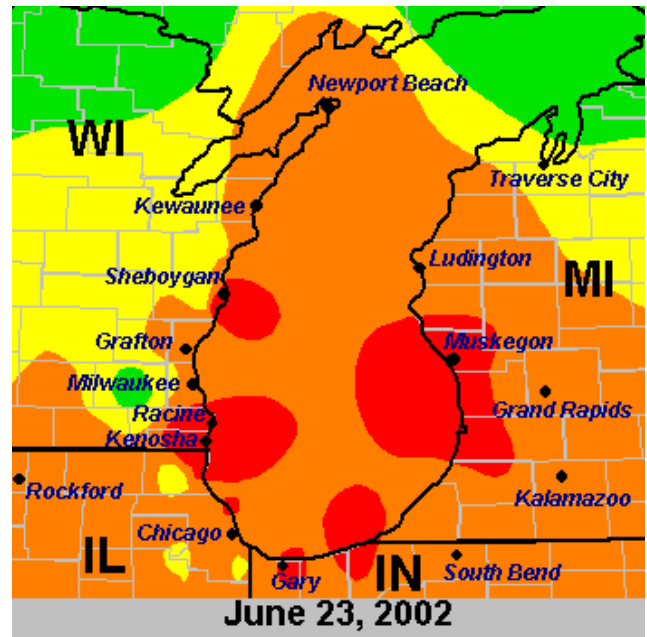 Newport Beach
WI
Traverse City
Kewaunee
Ludington
Sheboygan
MI
Grafton
Muskegon
Milwaukee
Grand Rapids
Racine
Kenosha
Rockford
Kalamazoo
Chicago
IL
Gary
IN
South Bend
June 23, 2002